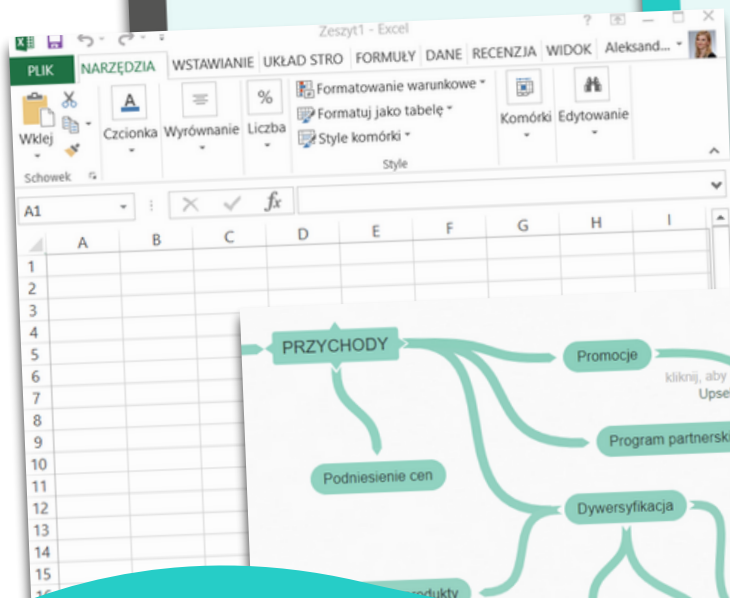 Zeszyt1 - Excel
PLIK NARZĘDZIA WSTAWIANIE UKŁAD STRO FORMUŁY DANE RECENZJA WIDOK Aleksand...
Wklej
Schowek
Czcionka
Wyrównanie
%
Liczba
Formatowanie warunkowe
Formatuj jako tabelę
Style komórki
Style
Komórki
Edytowanie
A1 fx
A B C D E F G H I
1
2
3
4
5
6
7
8
9
10
11
12
13
14
15
PRZYCHODY
Promocje
kliknij, aby
Upse
Program partnerski
Podniesienie cen
Dywersyfikacja
rodukty